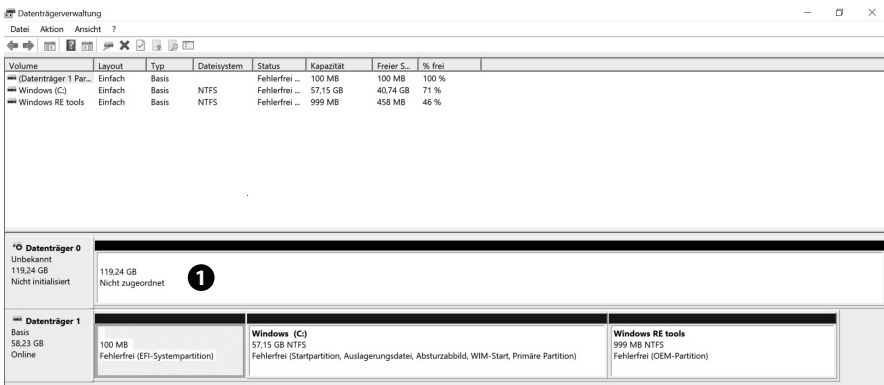 Datenträgerverwaltung
Datei Aktion Ansicht ?
Volume Layout Typ Dateisystem Status Kapazität Freier S... % frei
(Datenträger 1 Par... Einfach Basis Fehlerfrei ... 100 MB 100 MB 100 %
Windows (C:) Einfach Basis NTFS Fehlerfrei ... 57,15 GB 40,74 GB 71 %
Windows RE tools Einfach Basis NTFS Fehlerfrei ... 999 MB 458 MB 46 %
Datenträger 0
Unbekannt
119,24 GB
Nicht initialisiert
119,24 GB
Nicht zugeordnet
1
Datenträger 1
Basis
58,23 GB
Online
100 MB
Fehlerfrei (EFI-Systempartition)
Windows (C:)
57,15 GB NTFS
Fehlerfrei (Startpartition, Auslagerungsdatei, Absturzabbild, WIM-Start, Primäre Partition)
Windows RE tools
999 MB NTFS
Fehlerfrei (OEM-Partition)